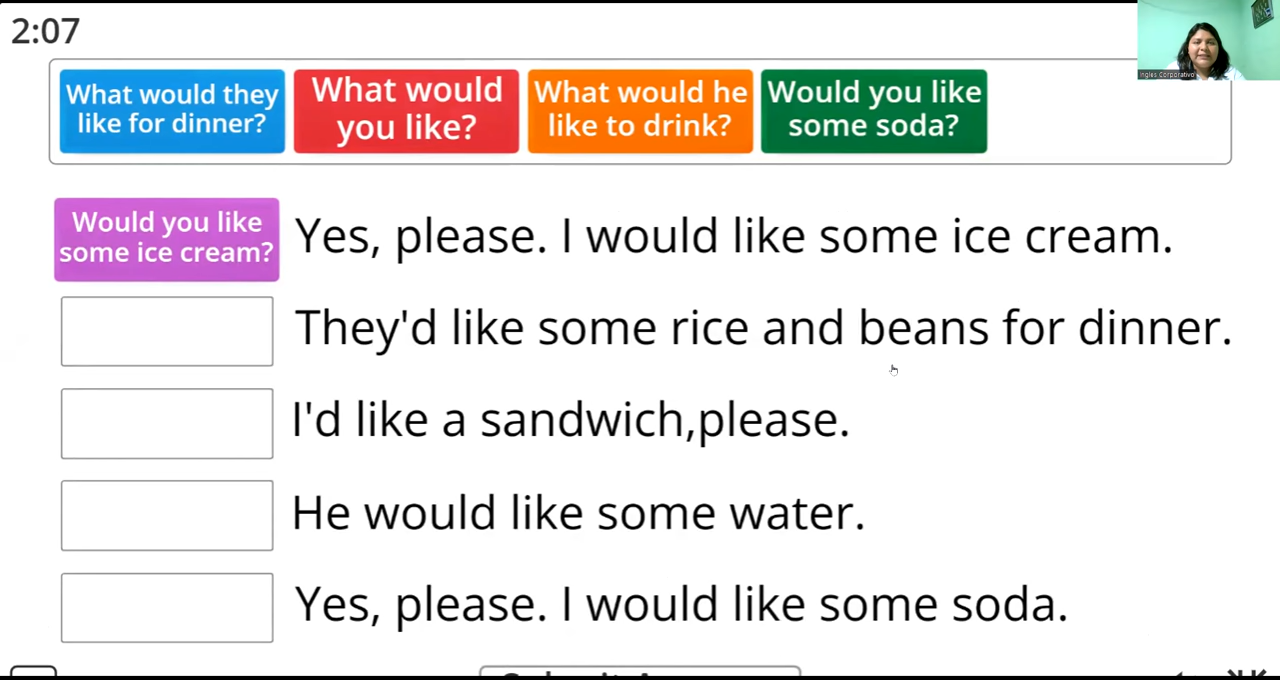 2:07
Ingles Corporativo
What would they
like for dinner?
What would
you like?
What would he
like to drink?
Would you like
some soda?
Would you like
some ice cream?
Yes, please. I would like some ice cream.
They'd like some rice and beans for dinner.
I'd like a sandwich,please.
He would like some water.
Yes, please. I would like some soda.